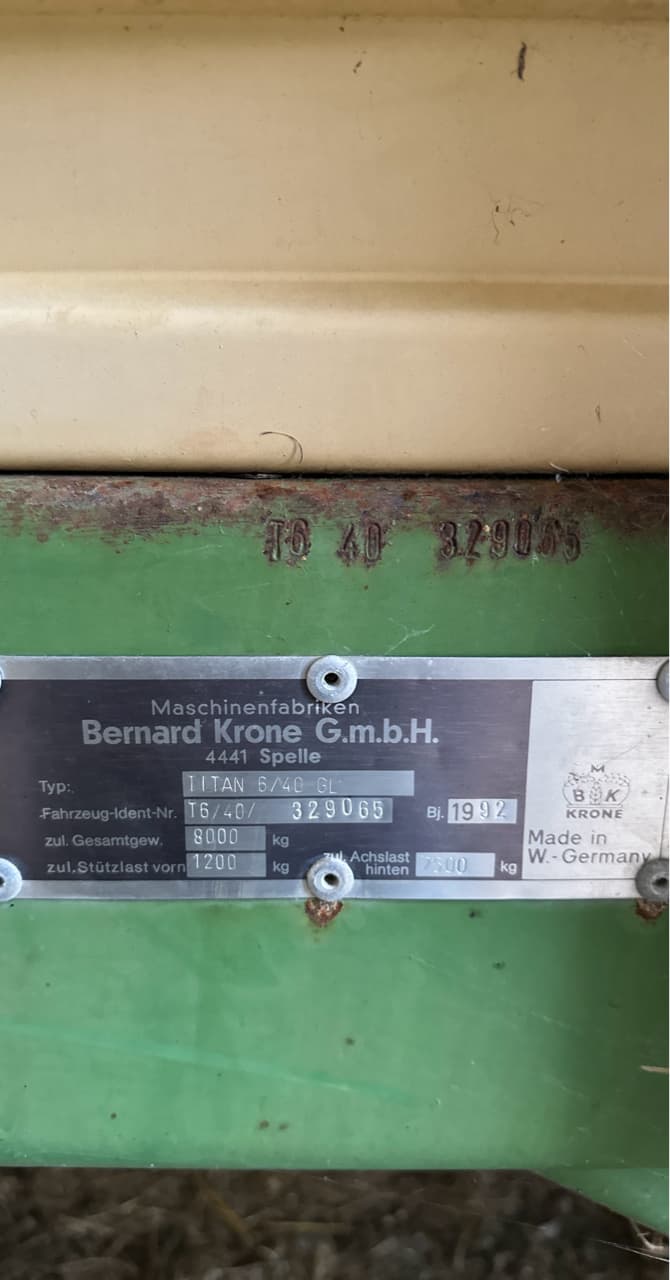 T6 40 329065
Maschinenfabriken
Bernard Krone G.m.b.H.
4441 Spelle
Typ: TITAN 6/40 GL
Fahrzeug-Ident-Nr. T6/40/ 329065 Bj. 1992
zul. Gesamtgew. 8000 kg
zul. Stützlast vorn 1200 kg zul. Achslast hinten kg
M
B K
KRONE
Made in
W.-Germany